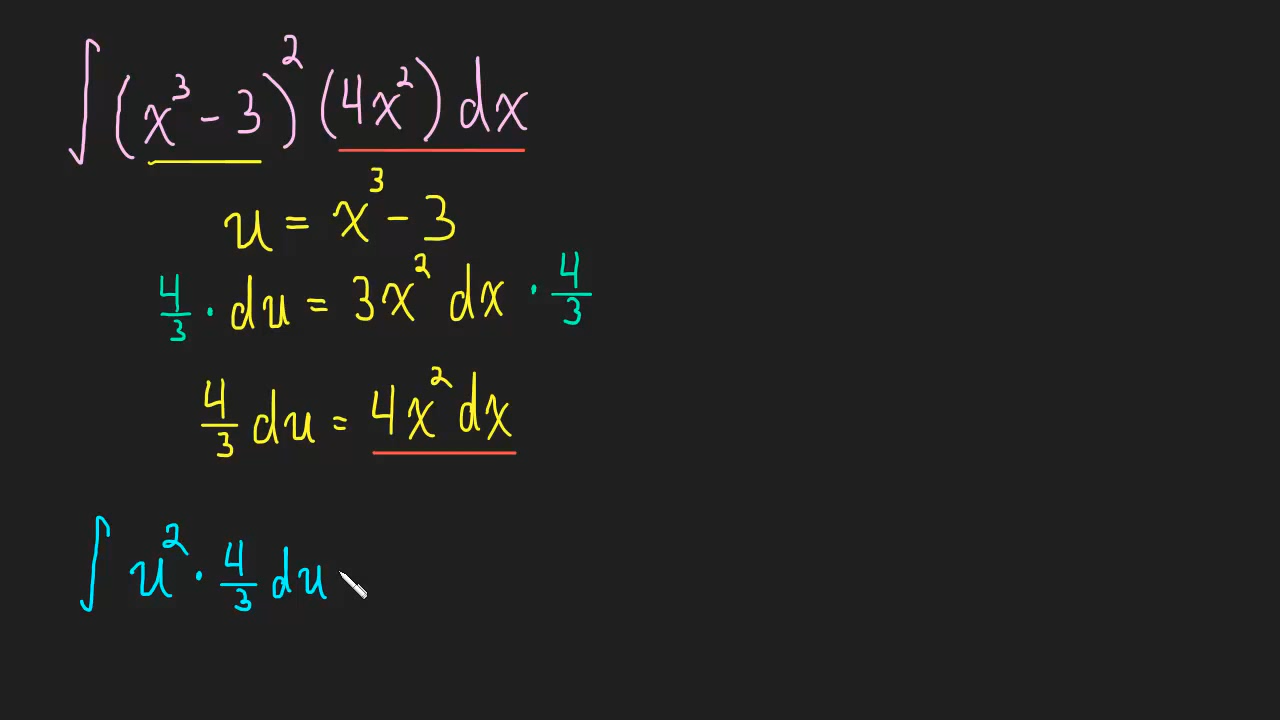 ∫ (x³ − 3)² (4x²) dx
u = x³ − 3
4/3 · du = 3x² dx · 4/3
4/3 du = 4x² dx
∫ u² · 4/3 du